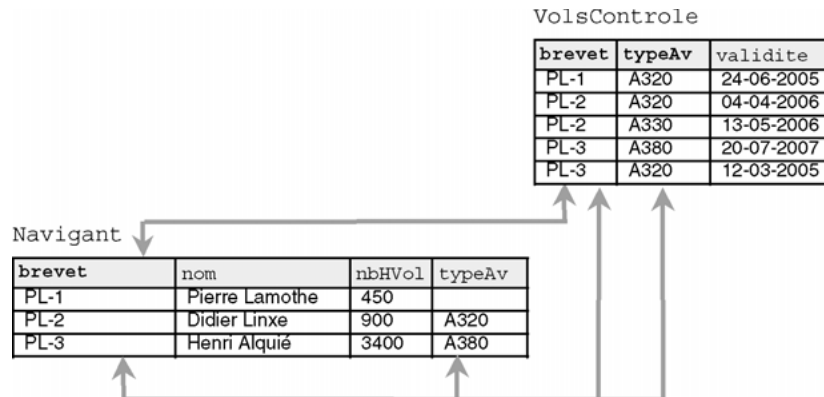 VolsControle
brevet typeAv validite
PL-1 A320 24-06-2005
PL-2 A320 04-04-2006
PL-2 A330 13-05-2006
PL-3 A380 20-07-2007
PL-3 A320 12-03-2005
Navigant
brevet nom nbHVol typeAv
PL-1 Pierre Lamothe 450
PL-2 Didier Linxe 900 A320
PL-3 Henri Alquié 3400 A380